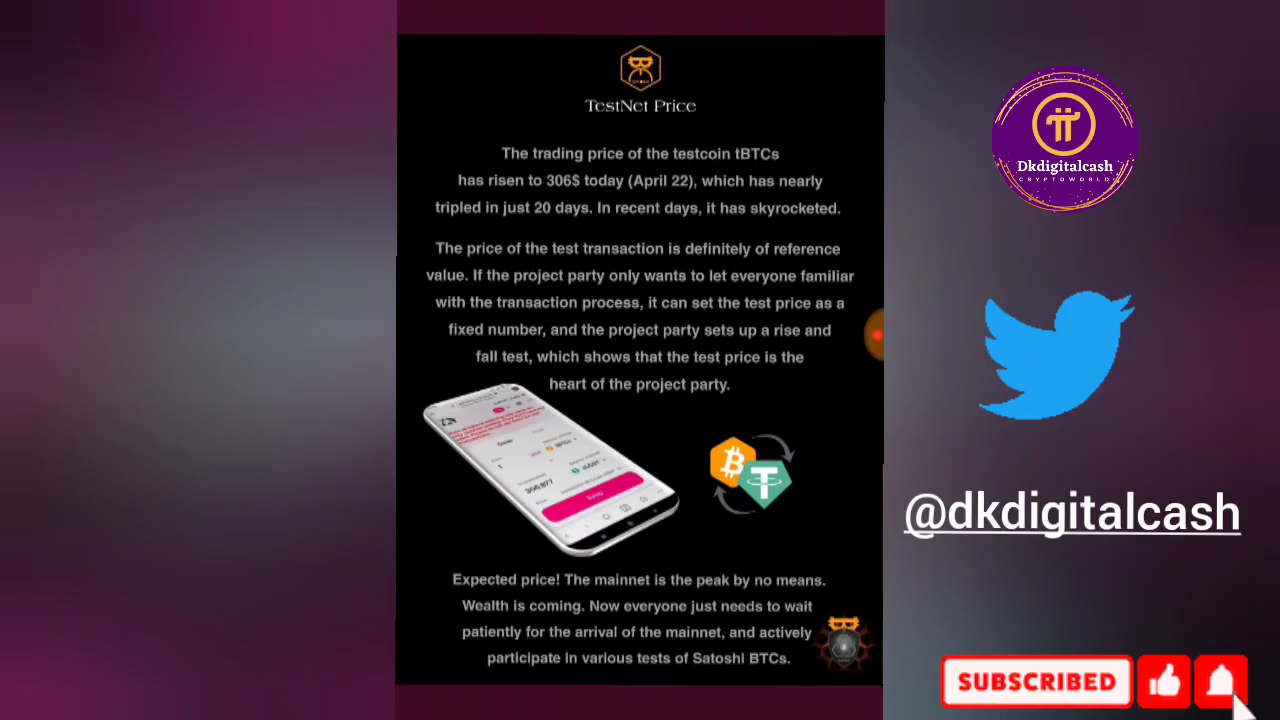 TestNet Price
The trading price of the testcoin tBTCs
has risen to 306$ today (April 22), which has nearly
tripled in just 20 days. In recent days, it has skyrocketed.
The price of the test transaction is definitely of reference
value. If the project party only wants to let everyone familiar
with the transaction process, it can set the test price as a
fixed number, and the project party sets up a rise and
fall test, which shows that the test price is the
heart of the project party.
1
306.877
Price
Swap
Expected price! The mainnet is the peak by no means.
Wealth is coming. Now everyone just needs to wait
patiently for the arrival of the mainnet, and actively
participate in various tests of Satoshi BTCs.
Dkdigitalcash
CRYPTOWORLD
@dkdigitalcash
SUBSCRIBED